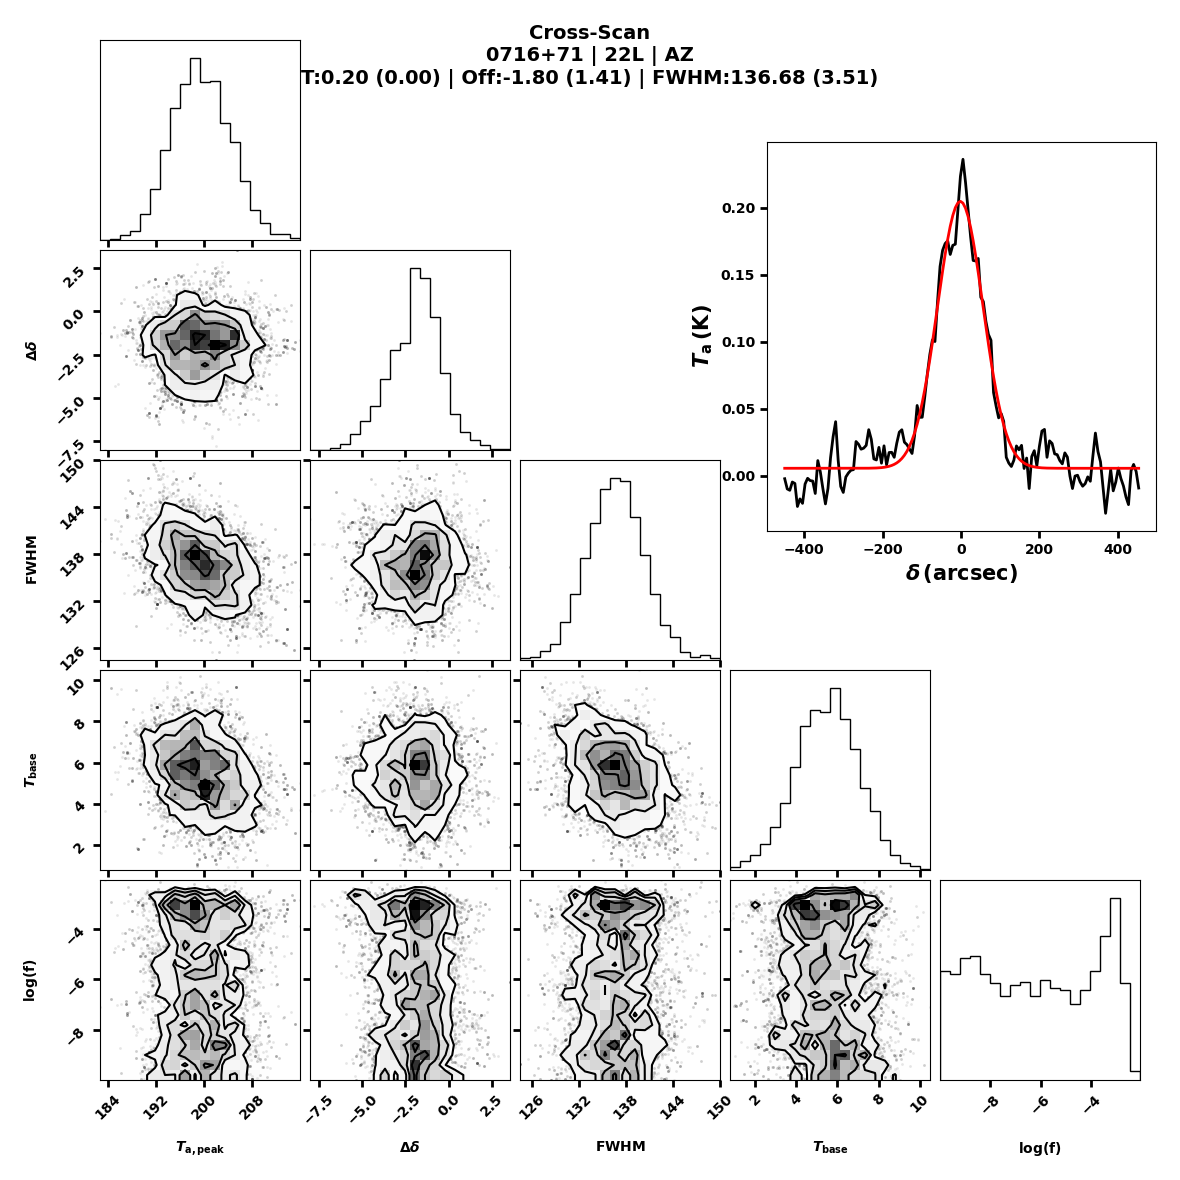 Cross-Scan
0716+71 | 22L | AZ
T:0.20 (0.00) | Off:-1.80 (1.41) | FWHM:136.68 (3.51)
0.20
0.15
0.10
0.05
0.00
Tₐ (K)
−400 −200 0 200 400
δ (arcsec)
2.5
0.0
−2.5
−5.0
−7.5
Δδ
150
144
138
132
126
FWHM
10
8
6
4
2
T_base
−4
−6
−8
log(f)
184 192 200 208
−7.5 −5.0 −2.5 0.0 2.5
126 132 138 144 150
2 4 6 8 10
−8 −6 −4
T_a,peak
Δδ
FWHM
T_base
log(f)